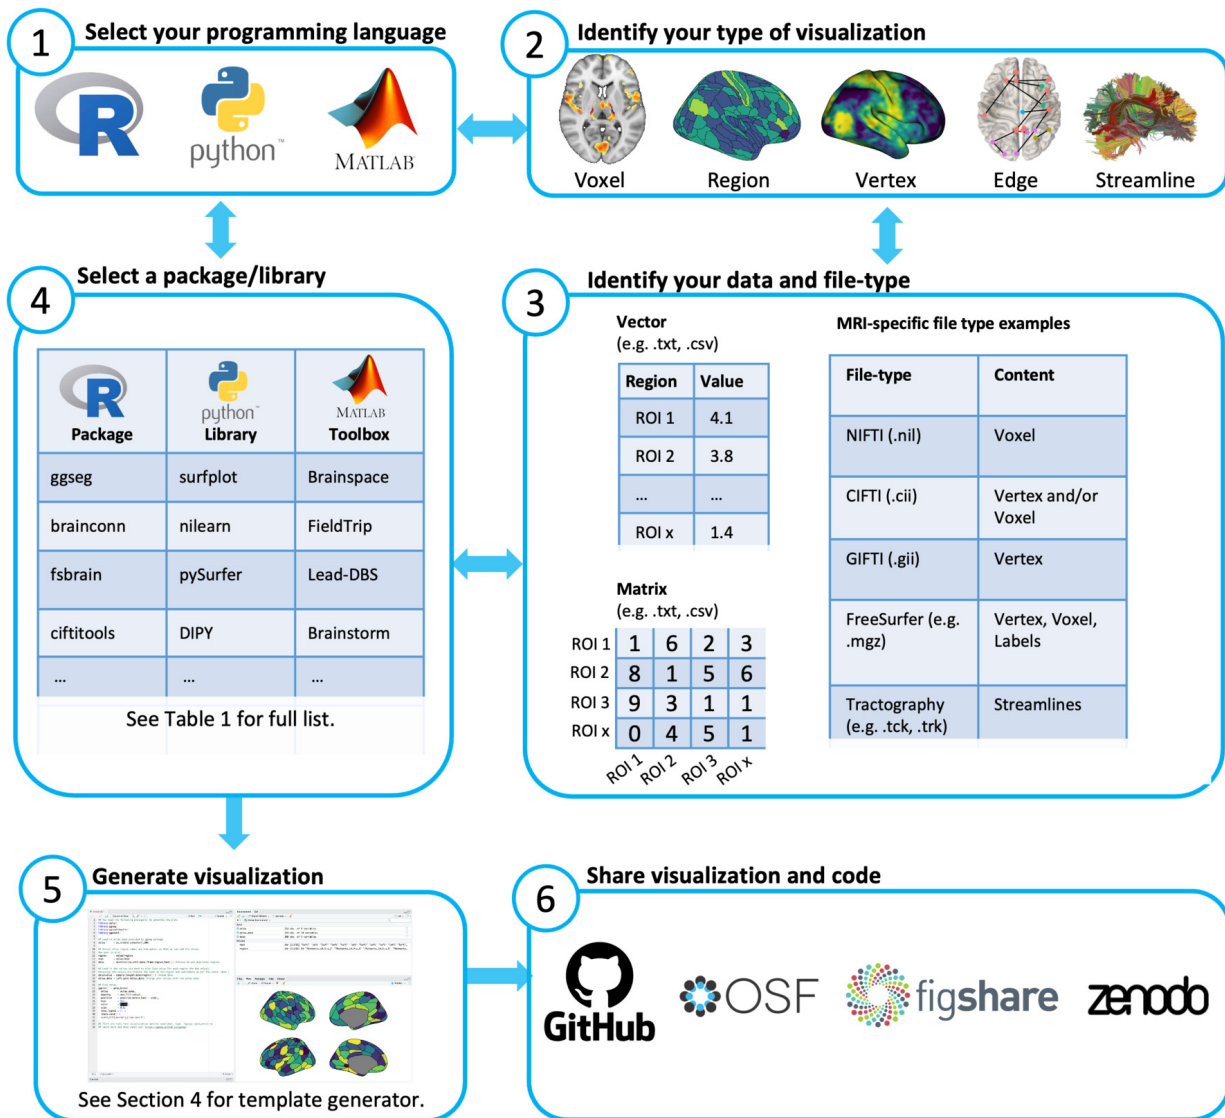 1
Select your programming language
R
python™
MATLAB
2
Identify your type of visualization
Voxel
Region
Vertex
Edge
Streamline
4
Select a package/library
R
python™
MATLAB
Package
Library
Toolbox
ggseg
surfplot
Brainspace
brainconn
nilearn
FieldTrip
fsbrain
pySurfer
Lead-DBS
ciftitools
DIPY
Brainstorm
...
...
...
See Table 1 for full list.
3
Identify your data and file-type
Vector
(e.g. .txt, .csv)
Region Value
ROI 1 4.1
ROI 2 3.8
... ...
ROI x 1.4
Matrix
(e.g. .txt, .csv)
ROI 1 1 6 2 3
ROI 2 8 1 5 6
ROI 3 9 3 1 1
ROI x 0 4 5 1
ROI 1 ROI 2 ROI 3 ROI x
MRI-specific file type examples
File-type Content
NIFTI (.nil) Voxel
CIFTI (.cii) Vertex and/or
Voxel
GIFTI (.gii) Vertex
FreeSurfer (e.g. Vertex, Voxel,
.mgz) Labels
Tractography Streamlines
(e.g. .tck, .trk)
5
Generate visualization
See Section 4 for template generator.
6
Share visualization and code
GitHub
OSF
figshare
zenodo